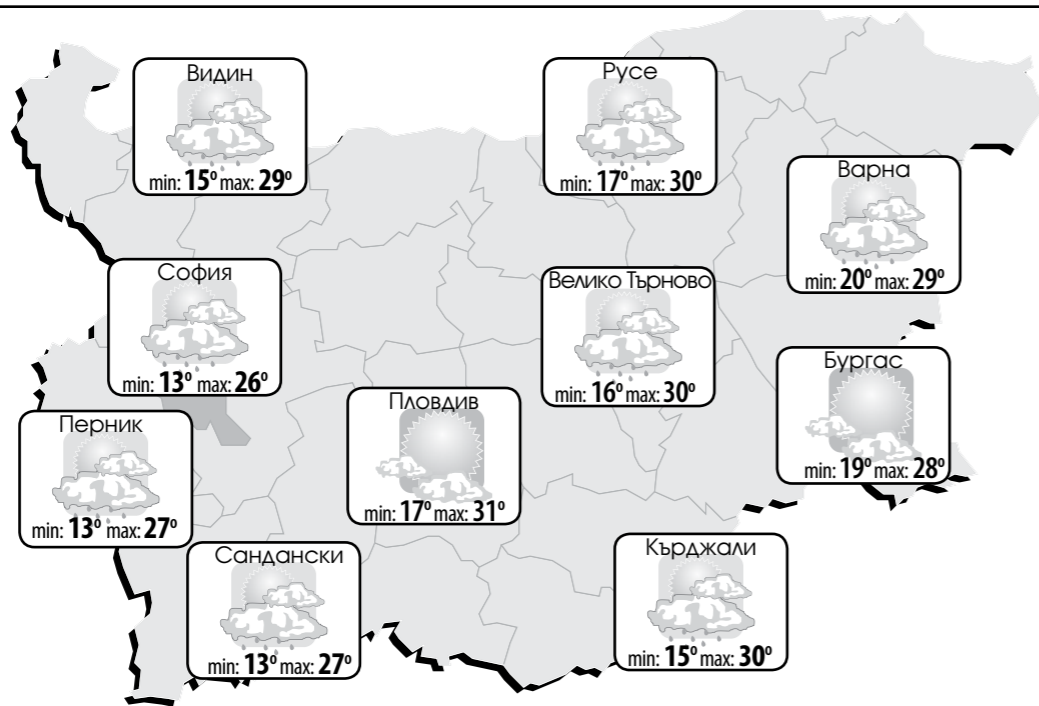 Видин
min: 15° max: 29°
Русе
min: 17° max: 30°
Варна
min: 20° max: 29°
София
min: 13° max: 26°
Велико Търново
min: 16° max: 30°
Бургас
min: 19° max: 28°
Пловдив
min: 17° max: 31°
Перник
min: 13° max: 27°
Сандански
min: 13° max: 27°
Кърджали
min: 15° max: 30°